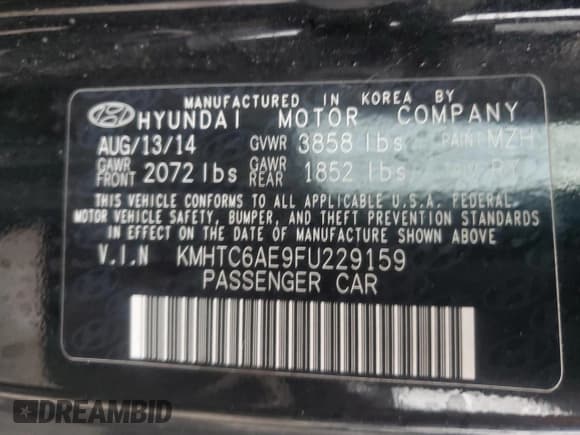 MANUFACTURED IN KOREA BY
HYUNDAI MOTOR COMPANY
AUG/13/14 GVWR 3858 lbs PAINT MZH
GAWR FRONT 2072 lbs GAWR REAR 1852 lbs RY
THIS VEHICLE CONFORMS TO ALL APPLICABLE U.S.A. FEDERAL
MOTOR VEHICLE SAFETY, BUMPER, AND THEFT PREVENTION STANDARDS
IN EFFECT ON THE DATE OF MANUFACTURE SHOWN ABOVE
V.I.N KMHTC6AE9FU229159
PASSENGER CAR
DREAMBID